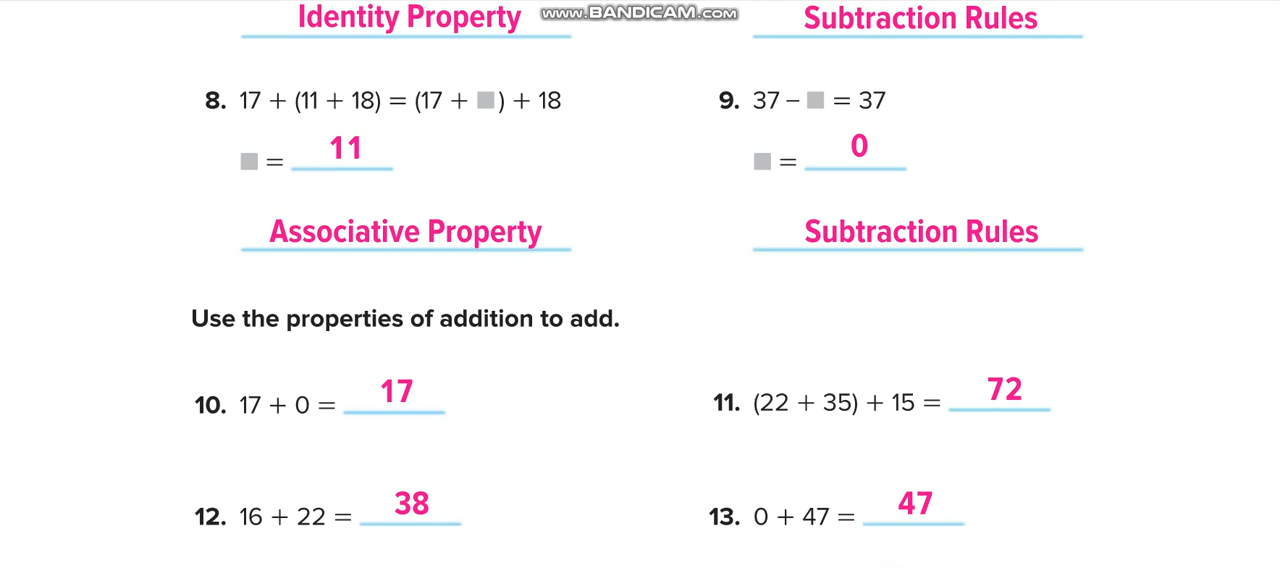 Identity Property
www.BANDICAM.com
Subtraction Rules
8. 17 + (11 + 18) = (17 + ■) + 18
9. 37 – ■ = 37
■ = 11
■ = 0
Associative Property
Subtraction Rules
Use the properties of addition to add.
10. 17 + 0 = 17
11. (22 + 35) + 15 = 72
12. 16 + 22 = 38
13. 0 + 47 = 47